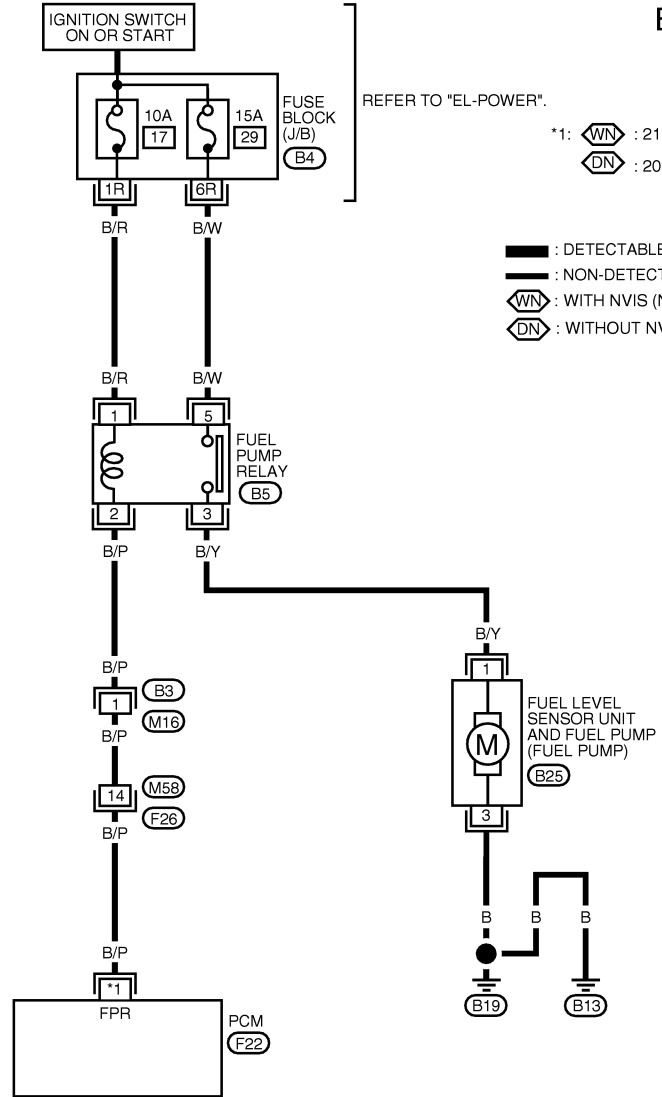 IGNITION SWITCH
ON OR START
E
REFER TO "EL-POWER".
10A
17
15A
29
FUSE
BLOCK
(J/B)
B4
*1: WN : 21
DN : 20
1R
6R
B/R
B/W
: DETECTABLE
: NON-DETECT
WN : WITH NVIS (N
DN : WITHOUT NV
B/R
B/W
1
5
FUEL
PUMP
RELAY
B5
2
3
B/P
B/Y
B/Y
B/P
1
B3
M16
B/P
1
FUEL LEVEL
SENSOR UNIT
AND FUEL PUMP
(FUEL PUMP)
B25
M
14
M58
F26
B/P
3
B
B
B
B/P
*1
FPR
PCM
F22
B19
B13